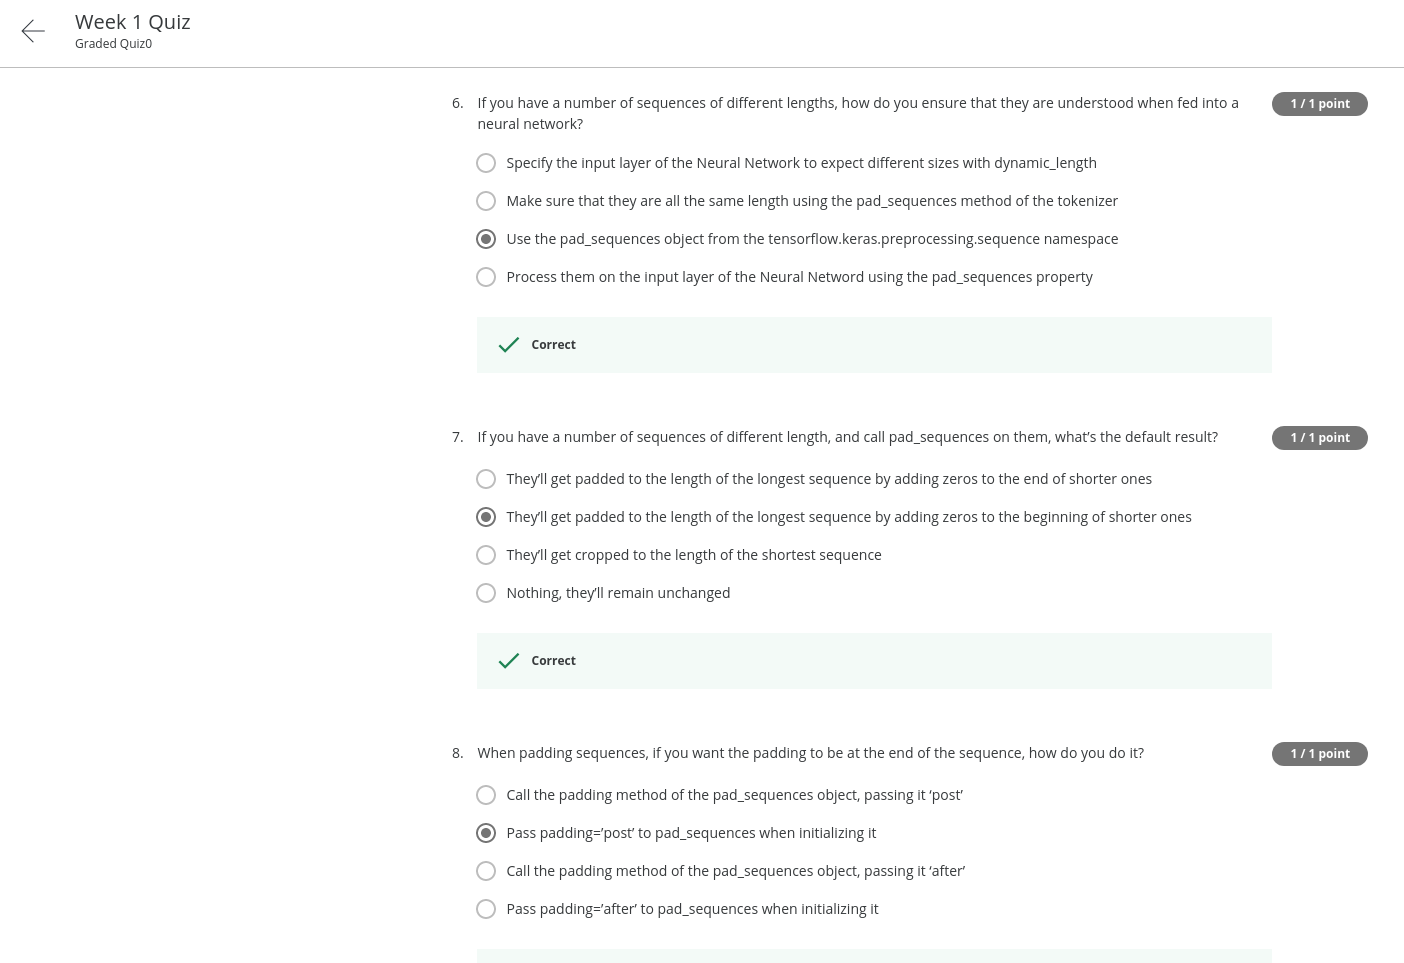 Week 1 Quiz
Graded Quiz0
6. If you have a number of sequences of different lengths, how do you ensure that they are understood when fed into a
neural network?
1 / 1 point
Specify the input layer of the Neural Network to expect different sizes with dynamic_length
Make sure that they are all the same length using the pad_sequences method of the tokenizer
Use the pad_sequences object from the tensorflow.keras.preprocessing.sequence namespace
Process them on the input layer of the Neural Netword using the pad_sequences property
Correct
7. If you have a number of sequences of different length, and call pad_sequences on them, what’s the default result?
1 / 1 point
They’ll get padded to the length of the longest sequence by adding zeros to the end of shorter ones
They’ll get padded to the length of the longest sequence by adding zeros to the beginning of shorter ones
They’ll get cropped to the length of the shortest sequence
Nothing, they’ll remain unchanged
Correct
8. When padding sequences, if you want the padding to be at the end of the sequence, how do you do it?
1 / 1 point
Call the padding method of the pad_sequences object, passing it ‘post’
Pass padding=’post’ to pad_sequences when initializing it
Call the padding method of the pad_sequences object, passing it ‘after’
Pass padding=’after’ to pad_sequences when initializing it